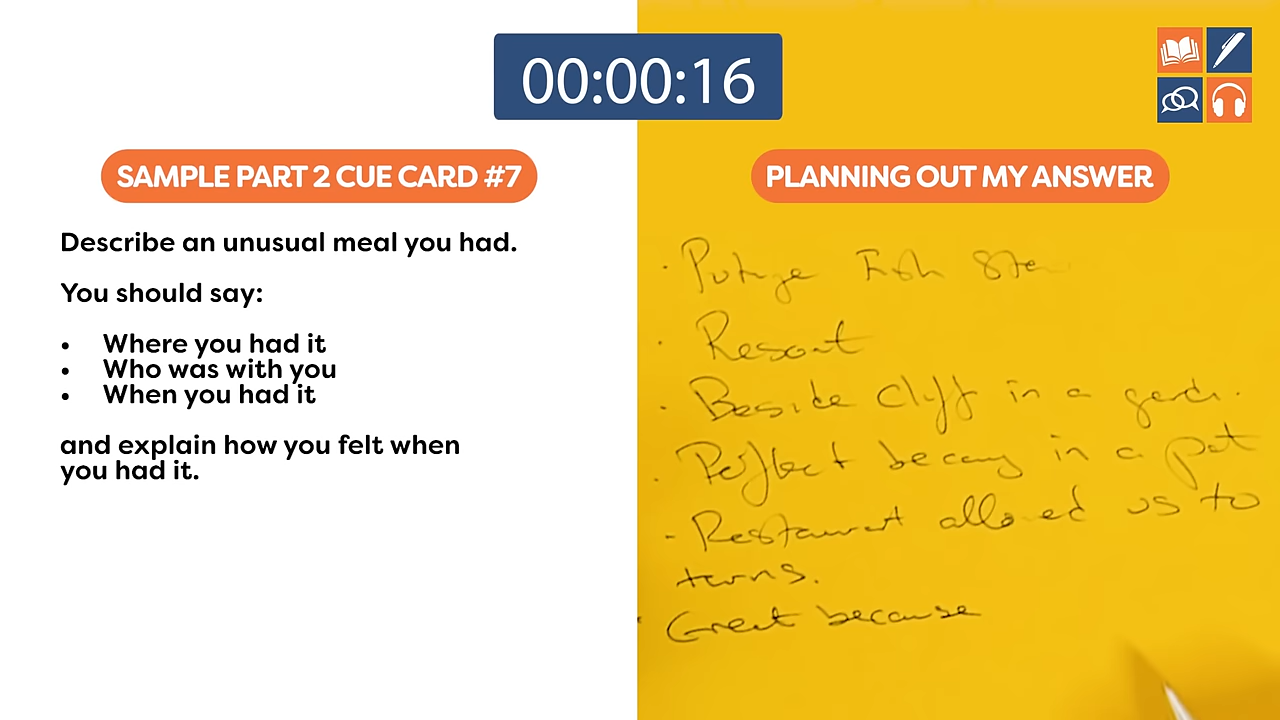 00:00:16
SAMPLE PART 2 CUE CARD #7
Describe an unusual meal you had.
You should say:
• Where you had it
• Who was with you
• When you had it
and explain how you felt when
you had it.
PLANNING OUT MY ANSWER
Fish
Resort
Beside cliff in a
in a pot
- Restaurant allowed us to
turns.
Great because